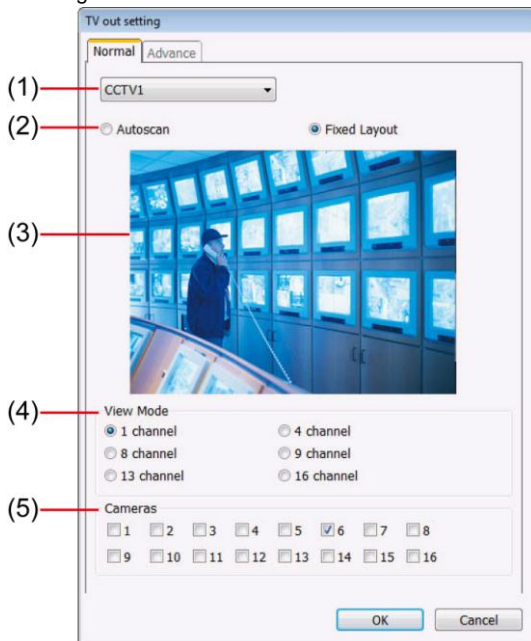 TV out setting
Normal Advance
(1) CCTV1
(2) Autoscan Fixed Layout
(3)
(4) View Mode
1 channel 4 channel
8 channel 9 channel
13 channel 16 channel
(5) Cameras
1 2 3 4 5 6 7 8
9 10 11 12 13 14 15 16
OK Cancel